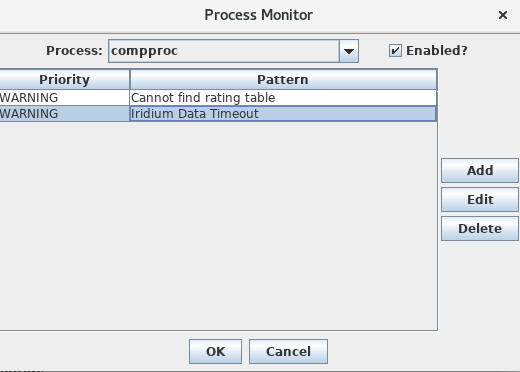 Process Monitor
Process: compproc Enabled?
Priority Pattern
WARNING Cannot find rating table
WARNING Iridium Data Timeout
Add
Edit
Delete
OK Cancel